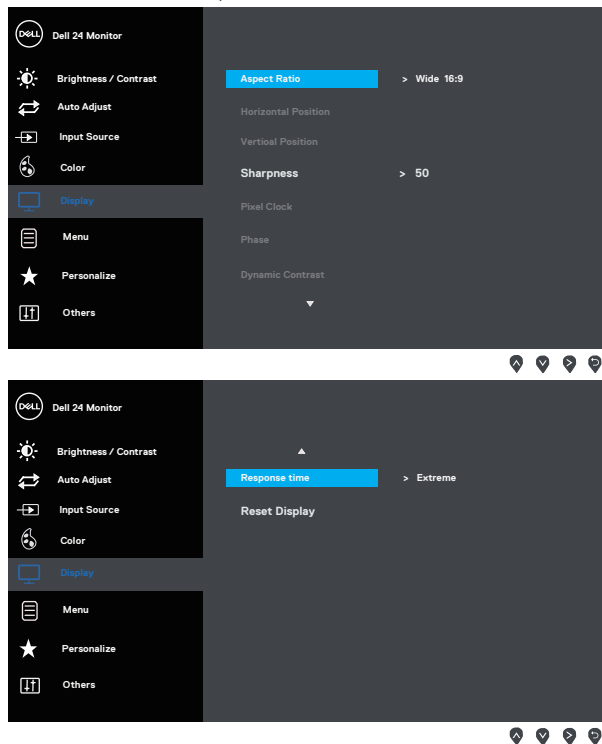 DELL Dell 24 Monitor
Brightness / Contrast
Aspect Ratio > Wide 16:9
Auto Adjust
Horizontal Position
Input Source
Vertical Position
Color
Sharpness > 50
Display
Pixel Clock
Menu
Phase
Personalize
Dynamic Contrast
Others
DELL Dell 24 Monitor
Brightness / Contrast
Auto Adjust
Response time > Extreme
Input Source
Reset Display
Color
Display
Menu
Personalize
Others